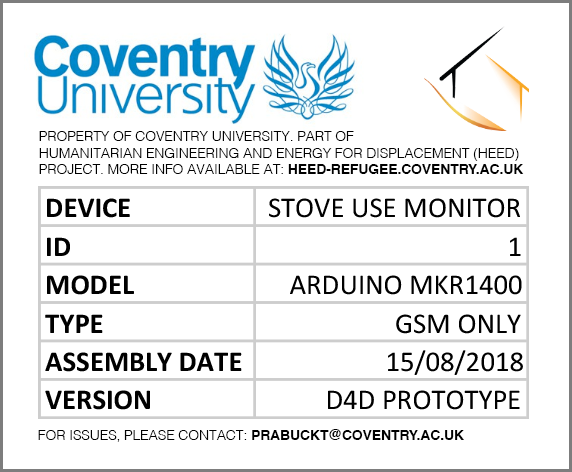 Coventry
University
PROPERTY OF COVENTRY UNIVERSITY. PART OF
HUMANITARIAN ENGINEERING AND ENERGY FOR DISPLACEMENT (HEED)
PROJECT. MORE INFO AVAILABLE AT: HEED-REFUGEE.COVENTRY.AC.UK
DEVICE STOVE USE MONITOR
ID 1
MODEL ARDUINO MKR1400
TYPE GSM ONLY
ASSEMBLY DATE 15/08/2018
VERSION D4D PROTOTYPE
FOR ISSUES, PLEASE CONTACT: PRABUCKT@COVENTRY.AC.UK